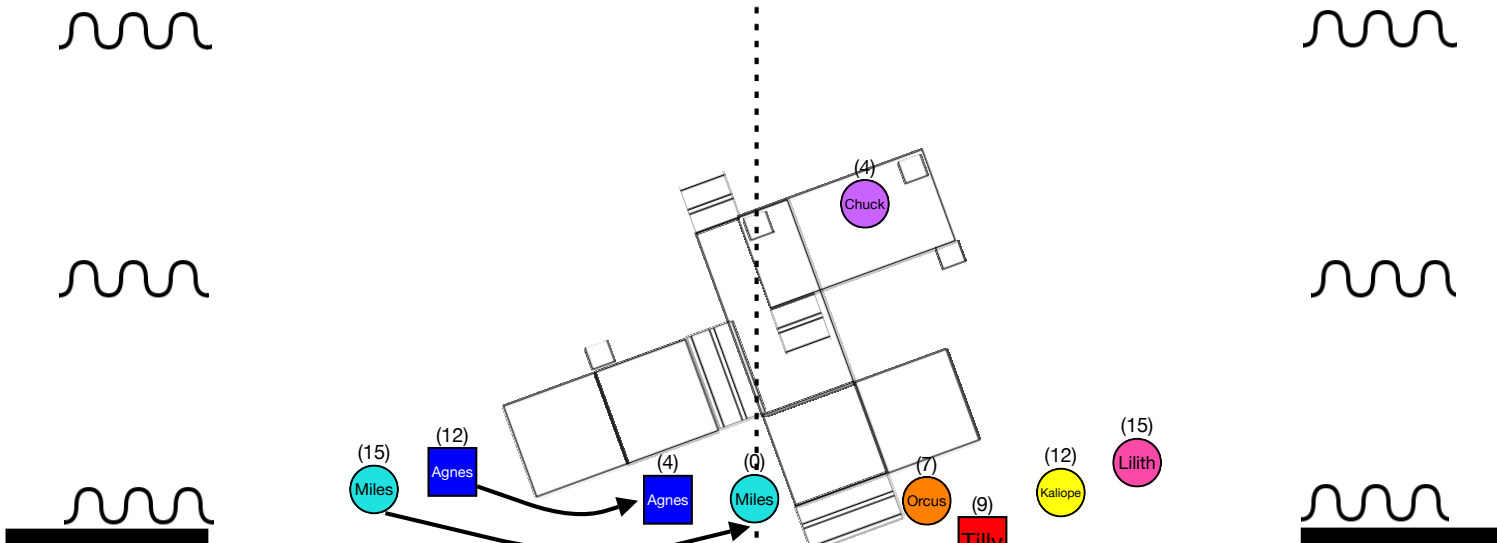 (4)
Chuck
(15)
Miles
(12)
Agnes
(4)
Agnes
(0)
Miles
(7)
Orcus
(9)
Tilly
(12)
Kaliope
(15)
Lilith